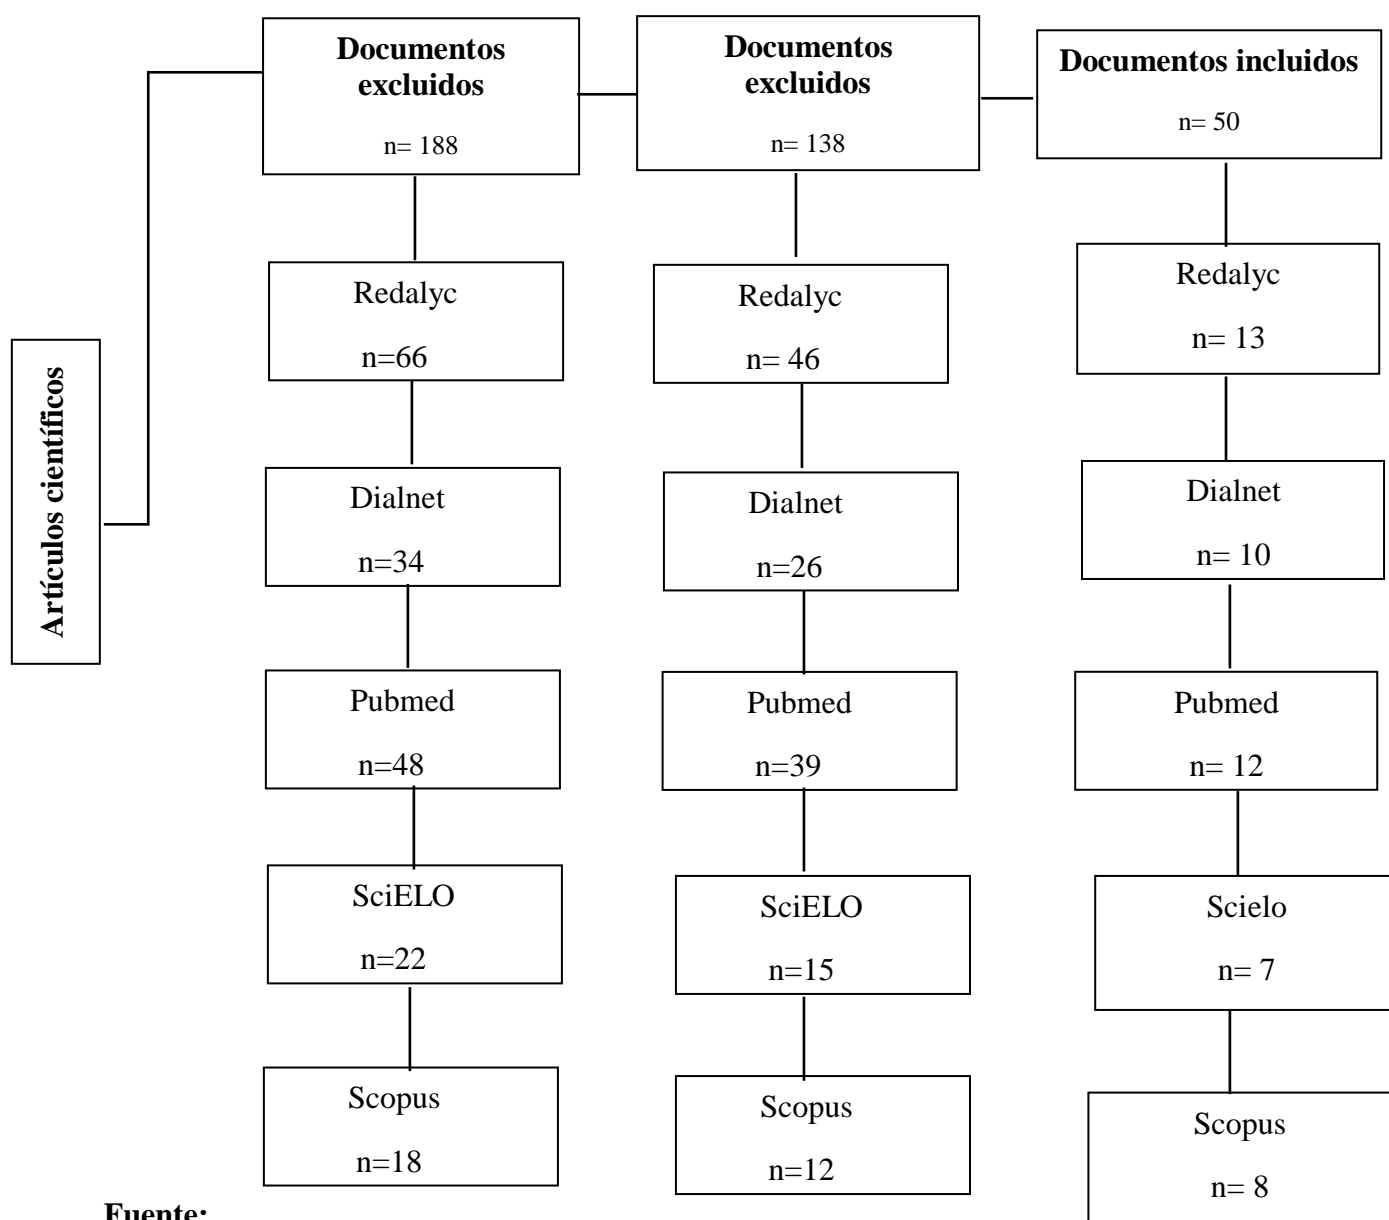 Artículos científicos
Documentos
excluidos
n= 188
Redalyc
n=66
Dialnet
n=34
Pubmed
n=48
SciELO
n=22
Scopus
n=18
Documentos
excluidos
n= 138
Redalyc
n= 46
Dialnet
n=26
Pubmed
n=39
SciELO
n=15
Scopus
n=12
Documentos incluidos
n= 50
Redalyc
n= 13
Dialnet
n= 10
Pubmed
n= 12
Scielo
n= 7
Scopus
n= 8
Fuente: